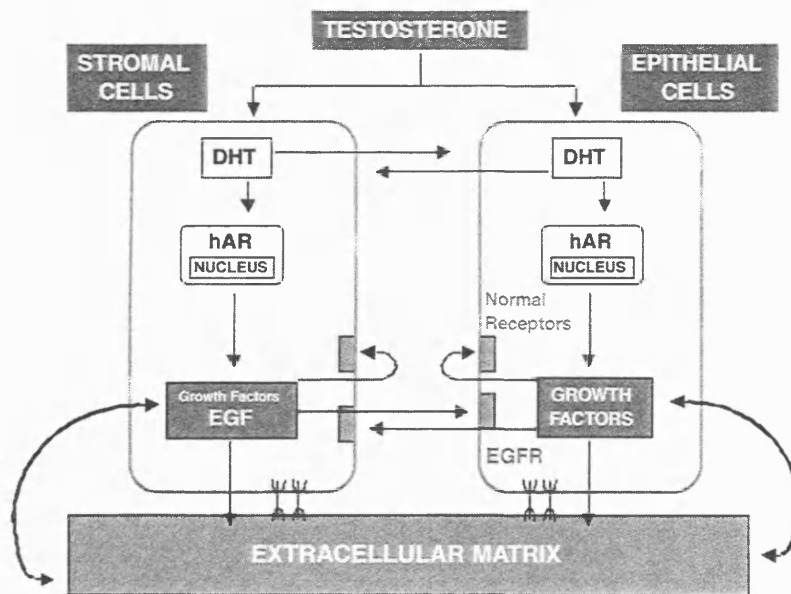 TESTOSTERONE
STROMAL
CELLS
EPITHELIAL
CELLS
DHT
DHT
hAR
NUCLEUS
hAR
NUCLEUS
Normal
Receptors
Growth Factors
EGF
GROWTH
FACTORS
EGFR
EXTRACELLULAR MATRIX